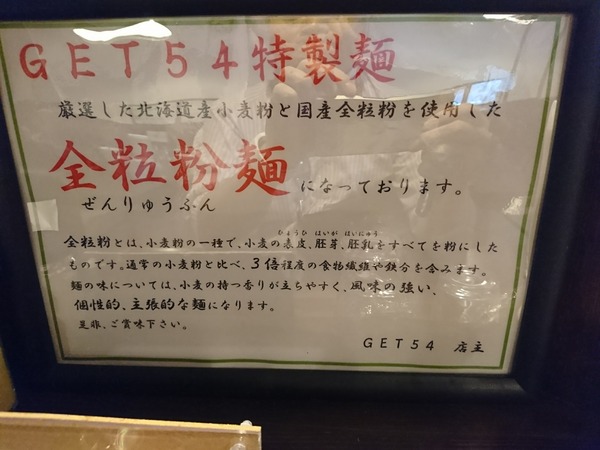 GET54特製麺
厳選した北海道産小麦粉と国産全粒粉を使用した
全粒粉麺になっております。
ぜんりゅうふん
ひょうひ はいが はいにゅう
全粒粉とは、小麦粉の一種で、小麦の表皮、胚芽、胚乳をすべてを粉にした
ものです。通常の小麦粉と比べ、3倍程度の食物繊維や鉄分を含みます。
麺の味については、小麦の持つ香りが立ちやすく、風味の強い、
個性的、主張的な麺になります。
是非、ご賞味下さい。
GET54 店主